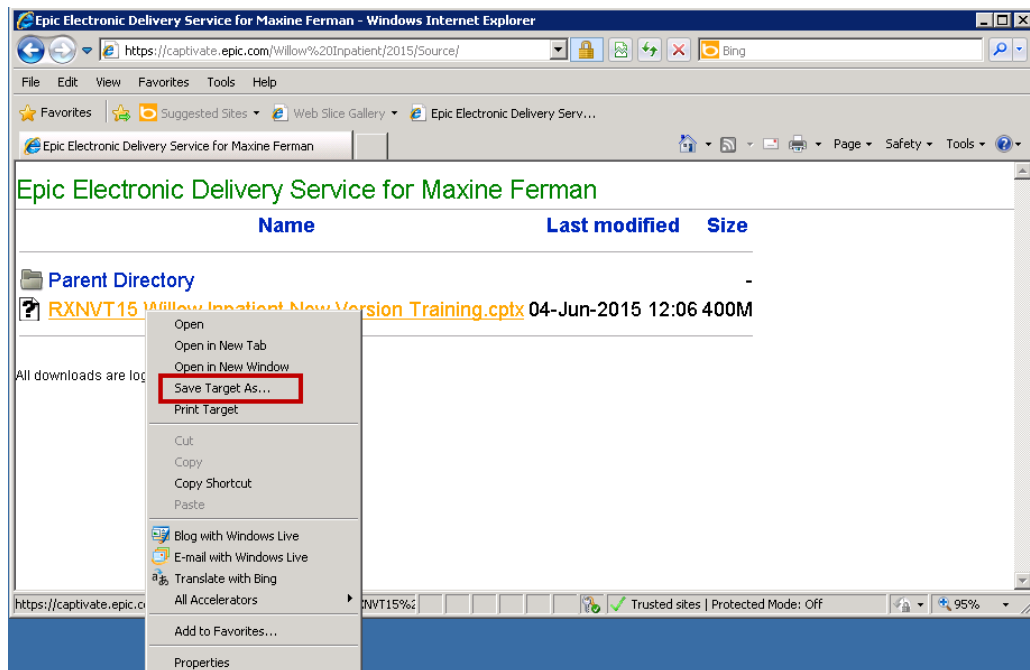 Epic Electronic Delivery Service for Maxine Ferman - Windows Internet Explorer
https://captivate.epic.com/Willow%20Inpatient/2015/Source/
Bing
File Edit View Favorites Tools Help
Favorites Suggested Sites Web Slice Gallery Epic Electronic Delivery Serv...
Epic Electronic Delivery Service for Maxine Ferman Page Safety Tools
Epic Electronic Delivery Service for Maxine Ferman
Name Last modified Size
Parent Directory -
RXNVT15 Willow Inpatient New Version Training.cptx 04-Jun-2015 12:06 400M
All downloads are log
Open
Open in New Tab
Open in New Window
Save Target As...
Print Target
Cut
Copy
Copy Shortcut
Paste
Blog with Windows Live
E-mail with Windows Live
Translate with Bing
All Accelerators
Add to Favorites...
Properties
https://captivate.epic.c Trusted sites | Protected Mode: Off 95%